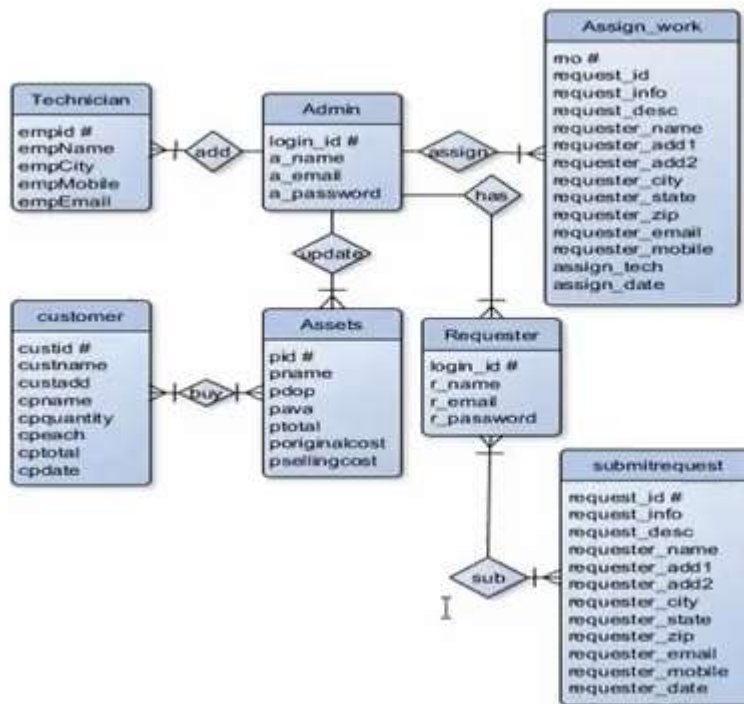 Assign_work
rno #
request_id
request_info
request_desc
requester_name
requester_add1
requester_add2
requester_city
requester_state
requester_zip
requester_email
requester_mobile
assign_tech
assign_date
Technician
empid #
empName
empCity
empMobile
empEmail
add
Admin
login_id #
a_name
a_email
a_password
assign
has
update
customer
custid #
custname
custadd
cpname
cpquantity
cpeach
cptotal
cpdate
buy
Assets
pid #
pname
pdop
pava
ptotal
poriginalcost
psellingcost
Requester
login_id #
r_name
r_email
r_password
sub
submitrequest
request_id #
request_info
request_desc
requester_name
requester_add1
requester_add2
requester_city
requester_state
requester_zip
requester_email
requester_mobile
requester_date